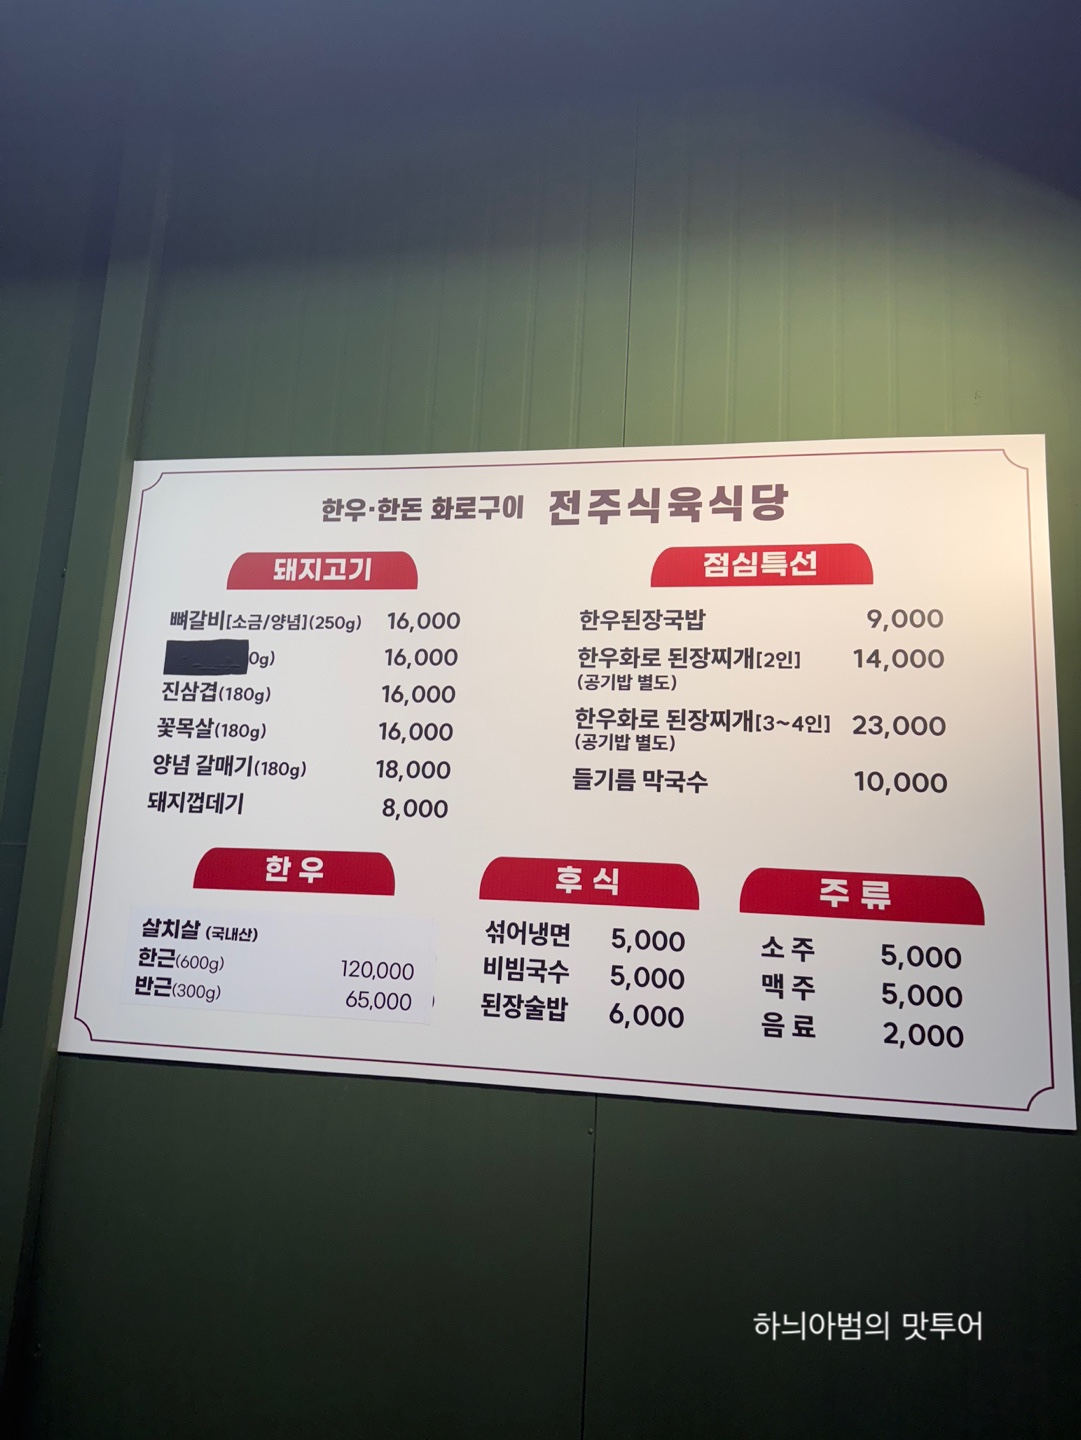 한우·한돈 화로구이 전주식육식당
돼지고기
뼈갈비[소금/양념](250g) 16,000
0g) 16,000
진삼겹(180g) 16,000
꽃목살(180g) 16,000
양념 갈매기(180g) 18,000
돼지껍데기 8,000
점심특선
한우된장국밥 9,000
한우화로 된장찌개[2인] 14,000
(공기밥 별도)
한우화로 된장찌개[3~4인] 23,000
(공기밥 별도)
들기름 막국수 10,000
한우
살치살 (국내산)
한근(600g) 120,000
반근(300g) 65,000
후식
섞어냉면 5,000
비빔국수 5,000
된장술밥 6,000
주류
소주 5,000
맥주 5,000
음료 2,000
하늬아범의 맛투어